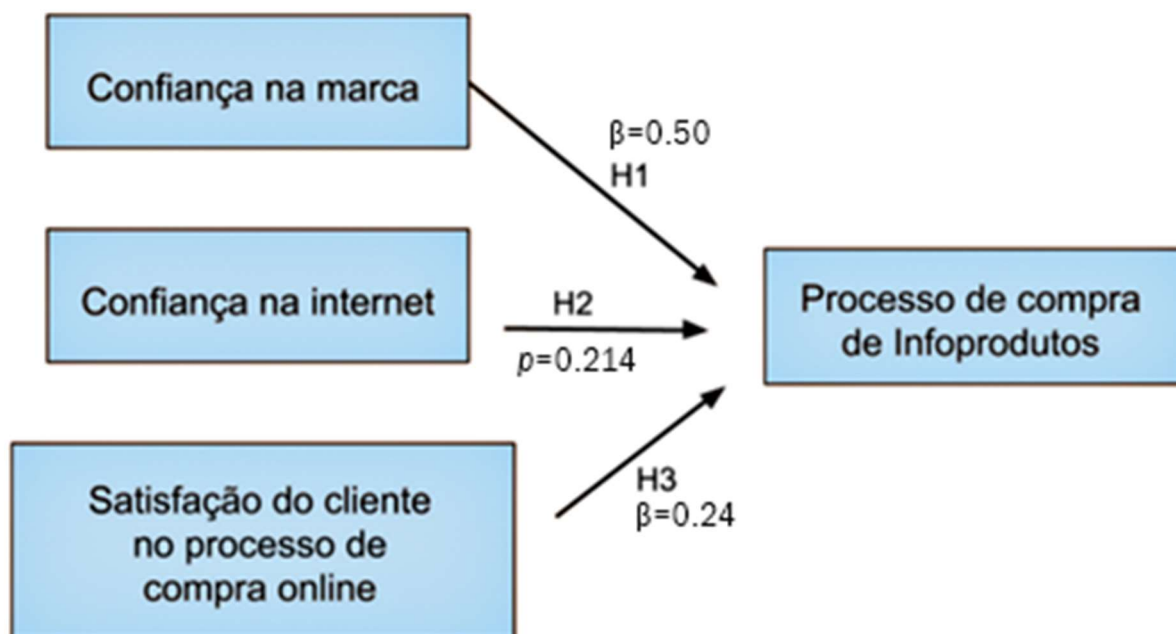 Confiança na marca
β=0.50
H1
Confiança na internet
H2
p=0.214
Processo de compra
de Infoprodutos
Satisfação do cliente
no processo de
compra online
H3
β=0.24